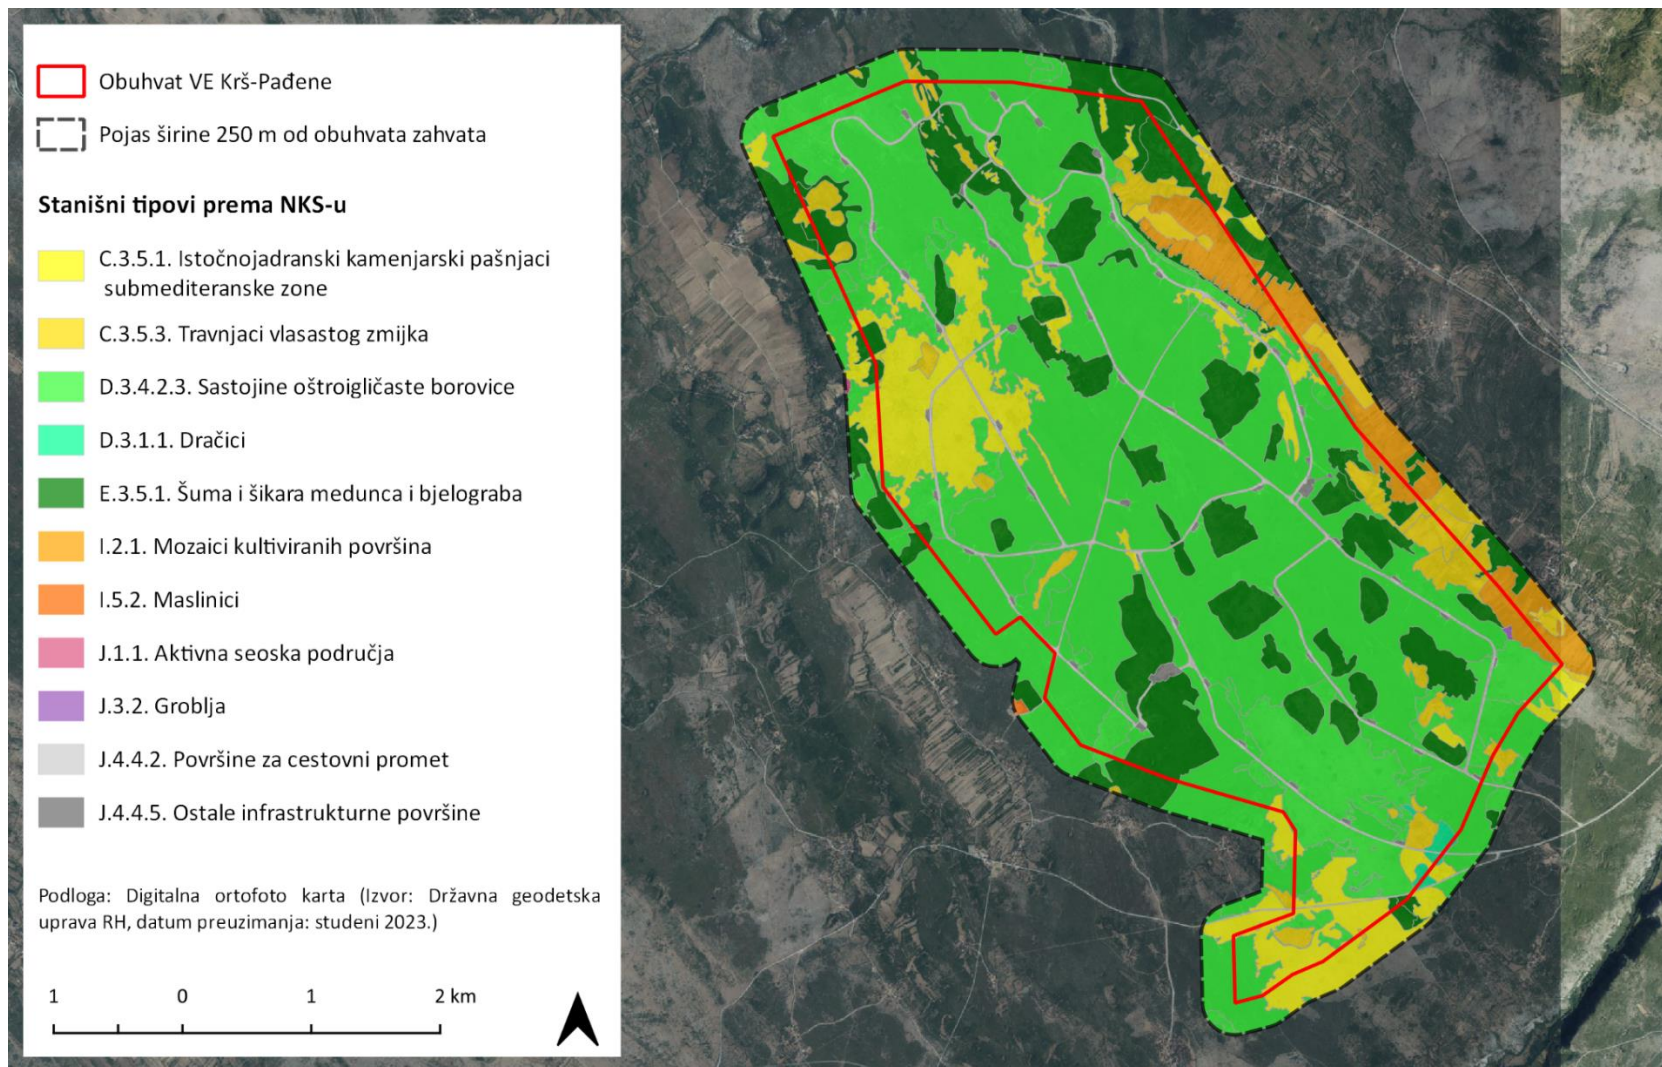 Obuhvat VE Krš-Pađene
Pojas širine 250 m od obuhvata zahvata
Stanišni tipovi prema NKS-u
C.3.5.1. Istočnojadranski kamenjarski pašnjaci
submediteranske zone
C.3.5.3. Travnjaci vlasastog zmijka
D.3.4.2.3. Sastojine oštroigličaste borovice
D.3.1.1. Dračici
E.3.5.1. Šuma i šikara medunca i bjelograba
I.2.1. Mozaici kultiviranih površina
I.5.2. Maslinici
J.1.1. Aktivna seoska područja
J.3.2. Groblja
J.4.4.2. Površine za cestovni promet
J.4.4.5. Ostale infrastrukturne površine
Podloga: Digitalna ortofoto karta (Izvor: Državna geodetska
uprava RH, datum preuzimanja: studeni 2023.)
1 0 1 2 km